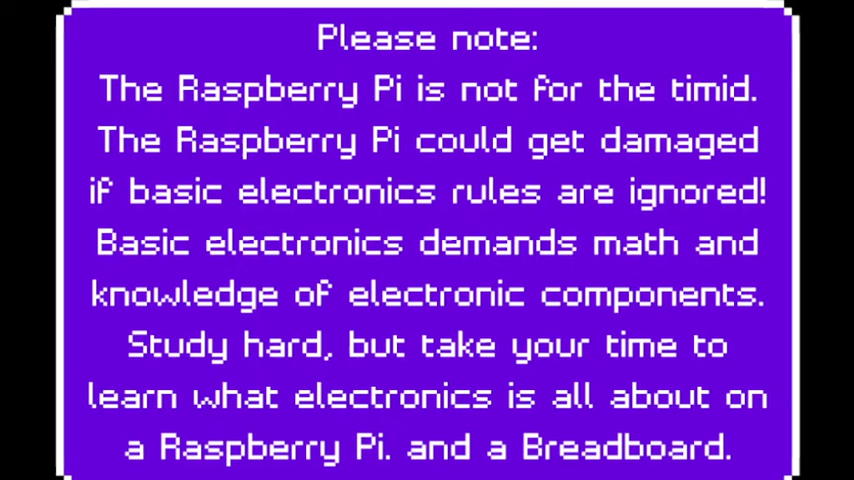 Please note:
The Raspberry Pi is not for the timid.
The Raspberry Pi could get damaged
if basic electronics rules are ignored!
Basic electronics demands math and
knowledge of electronic components.
Study hard, but take your time to
learn what electronics is all about on
a Raspberry Pi. and a Breadboard.